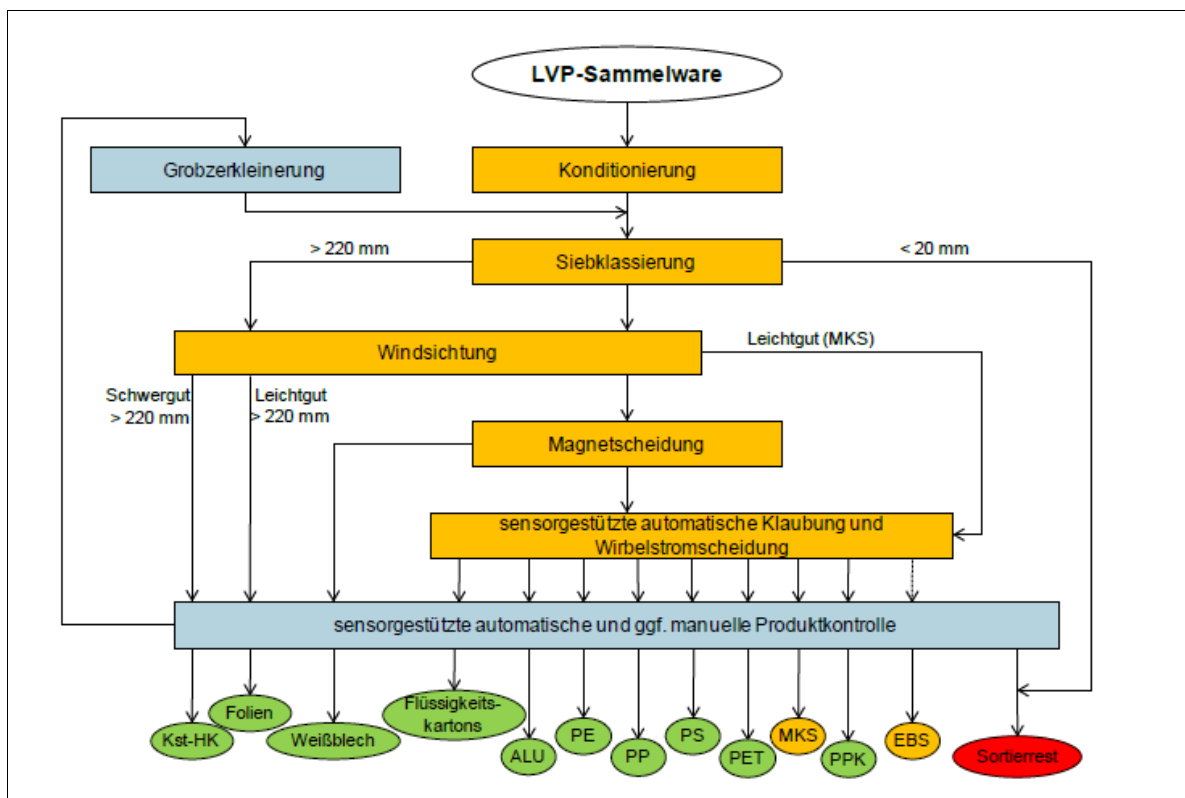 LVP-Sammelware
Grobzerkleinerung
Konditionierung
> 220 mm
Siebklassierung
< 20 mm
Windsichtung
Leichtgut (MKS)
Schwergut
> 220 mm
Leichtgut
> 220 mm
Magnetscheidung
sensorgestützte automatische Klaubung und
Wirbelstromscheidung
sensorgestützte automatische und ggf. manuelle Produktkontrolle
Kst-HK
Folien
Weißblech
Flüssigkeits-
kartons
ALU
PE
PP
PS
PET
MKS
PPK
EBS
Sortierrest